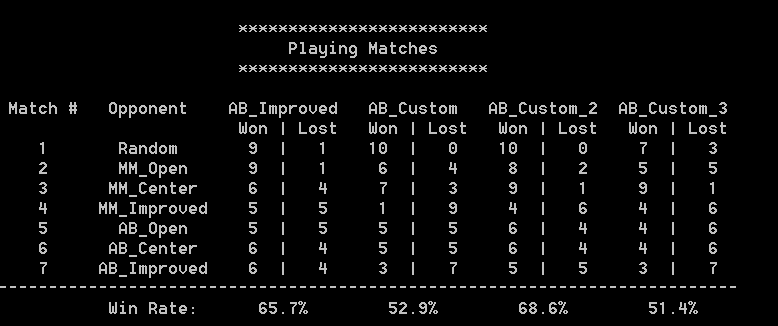 *************************
Playing Matches
*************************
Match # Opponent AB_Improved AB_Custom AB_Custom_2 AB_Custom_3
Won | Lost Won | Lost Won | Lost Won | Lost
1 Random 9 | 1 10 | 0 10 | 0 7 | 3
2 MM_Open 9 | 1 6 | 4 8 | 2 5 | 5
3 MM_Center 6 | 4 7 | 3 9 | 1 9 | 1
4 MM_Improved 5 | 5 1 | 9 4 | 6 4 | 6
5 AB_Open 5 | 5 5 | 5 6 | 4 4 | 6
6 AB_Center 6 | 4 5 | 5 6 | 4 4 | 6
7 AB_Improved 6 | 4 3 | 7 5 | 5 3 | 7
--------------------------------------------------------------------------
Win Rate: 65.7% 52.9% 68.6% 51.4%